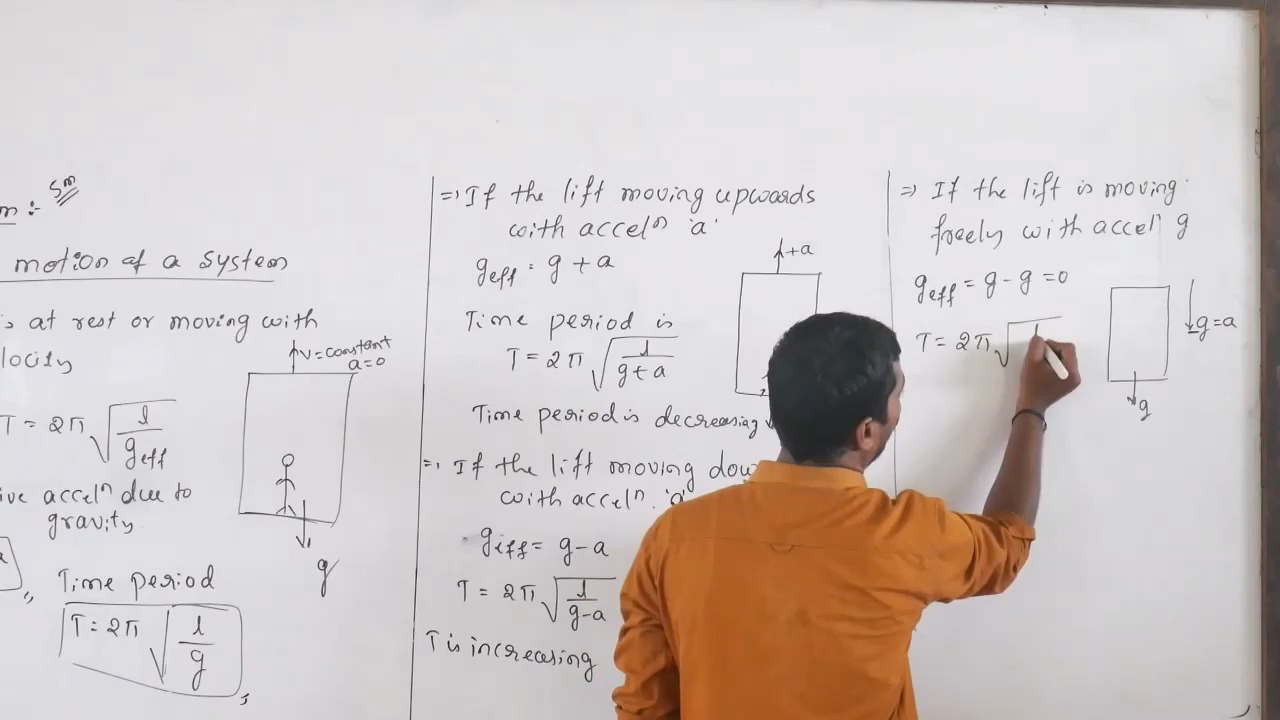 m :- 5m
motion of a system
is at rest or moving with
locity
V = constant
a=0
T = 2π √(l/geff)
ive acceln due to
gravity
g
Time period
T = 2π √(l/g)
⇒ If the lift moving upwards
with acceln 'a'
geff = g + a
+a
Time period is
T = 2π √(l/(g+a))
Time period is decreasing
⇒ If the lift moving dow
with acceln 'a'
geff = g-a
T = 2π √(l/(g-a))
T is increasing
⇒ If the lift is moving
freely with acceln g
geff = g - g = 0
g=a
T = 2π √l
g